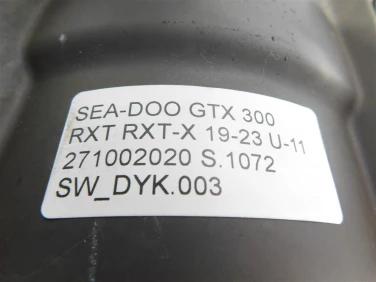 SEA-DOO GTX 300
RXT RXT-X 19-23 U-11
271002020 S.1072
SW_DYK.003